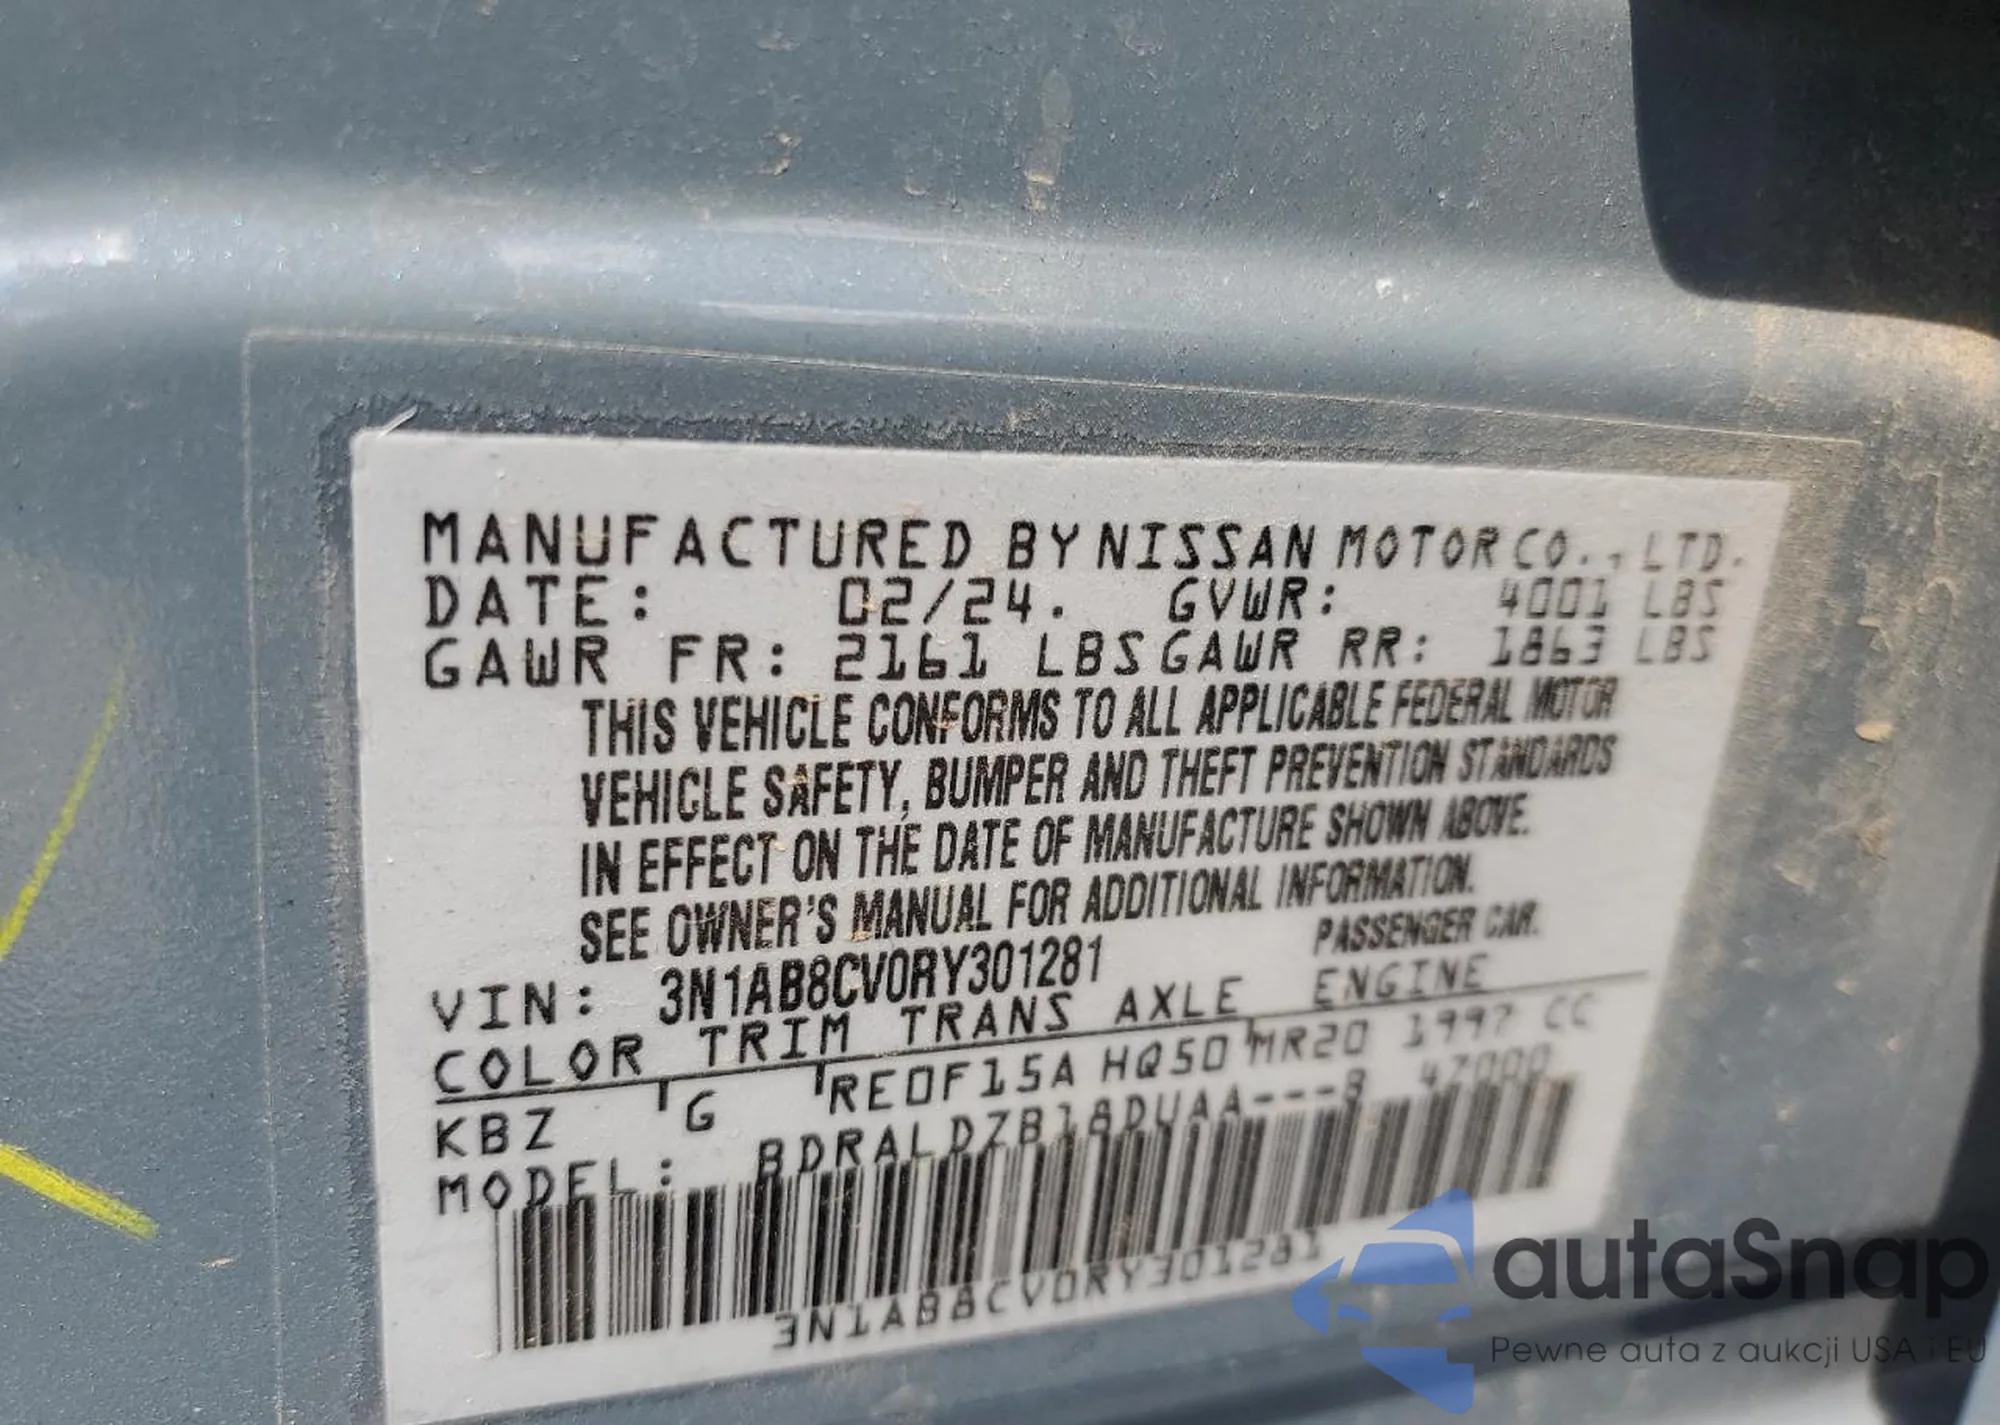 MANUFACTURED BY NISSAN MOTOR CO., LTD.
DATE: 02/24. GVWR: 4001 LBS
GAWR FR: 2161 LBS GAWR RR: 1863 LBS
THIS VEHICLE CONFORMS TO ALL APPLICABLE FEDERAL MOTOR
VEHICLE SAFETY, BUMPER AND THEFT PREVENTION STANDARDS
IN EFFECT ON THE DATE OF MANUFACTURE SHOWN ABOVE.
SEE OWNER'S MANUAL FOR ADDITIONAL INFORMATION.
PASSENGER CAR.
VIN: 3N1AB8CV0RY301281
COLOR TRIM TRANS AXLE ENGINE
KBZ G RE0F15A HQ50 MR20 1997 CC
MODEL: BDRALDZB18DUAA---B 47000
3N1AB8CV0RY301281
autaSnap
Pewne auta z aukcji USA i EU